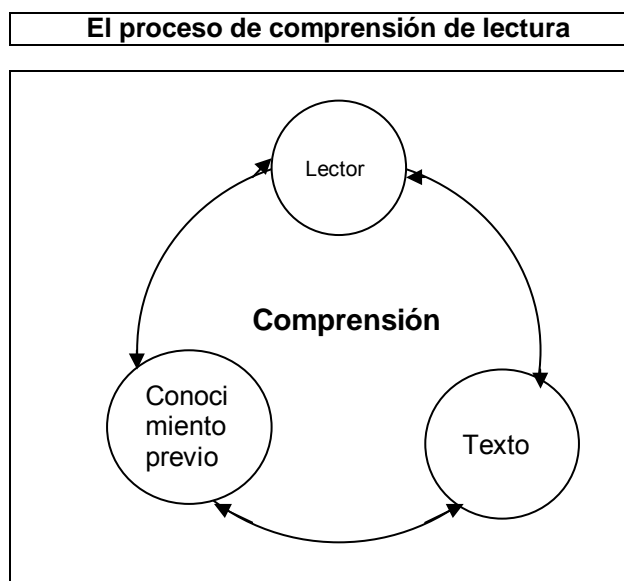 El proceso de comprensión de lectura
Lector
Comprensión
Conoci
miento
previo
Texto